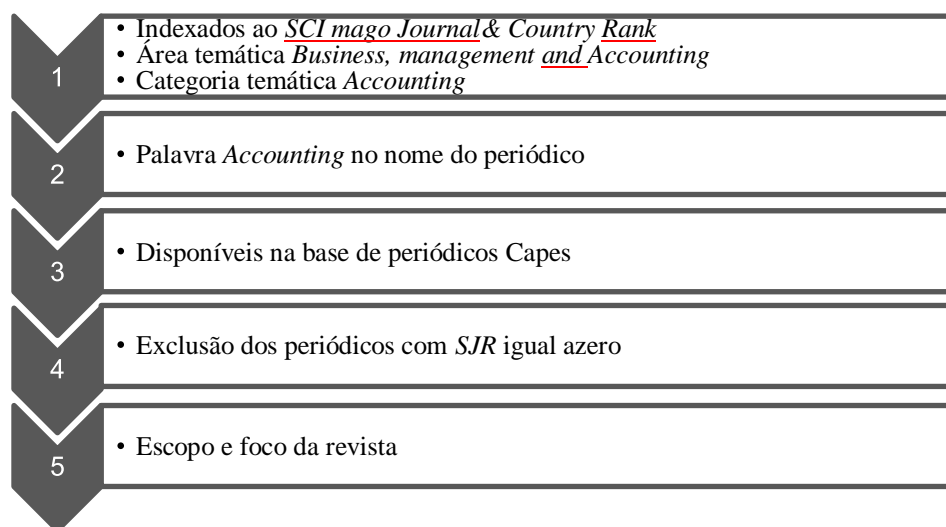 • Indexados ao SCI mago Journal& Country Rank
• Área temática Business, management and Accounting
1
• Categoria temática Accounting
• Palavra Accounting no nome do periódico
2
• Disponíveis na base de periódicos Capes
3
• Exclusão dos periódicos com SJR igual azero
4
• Escopo e foco da revista
5